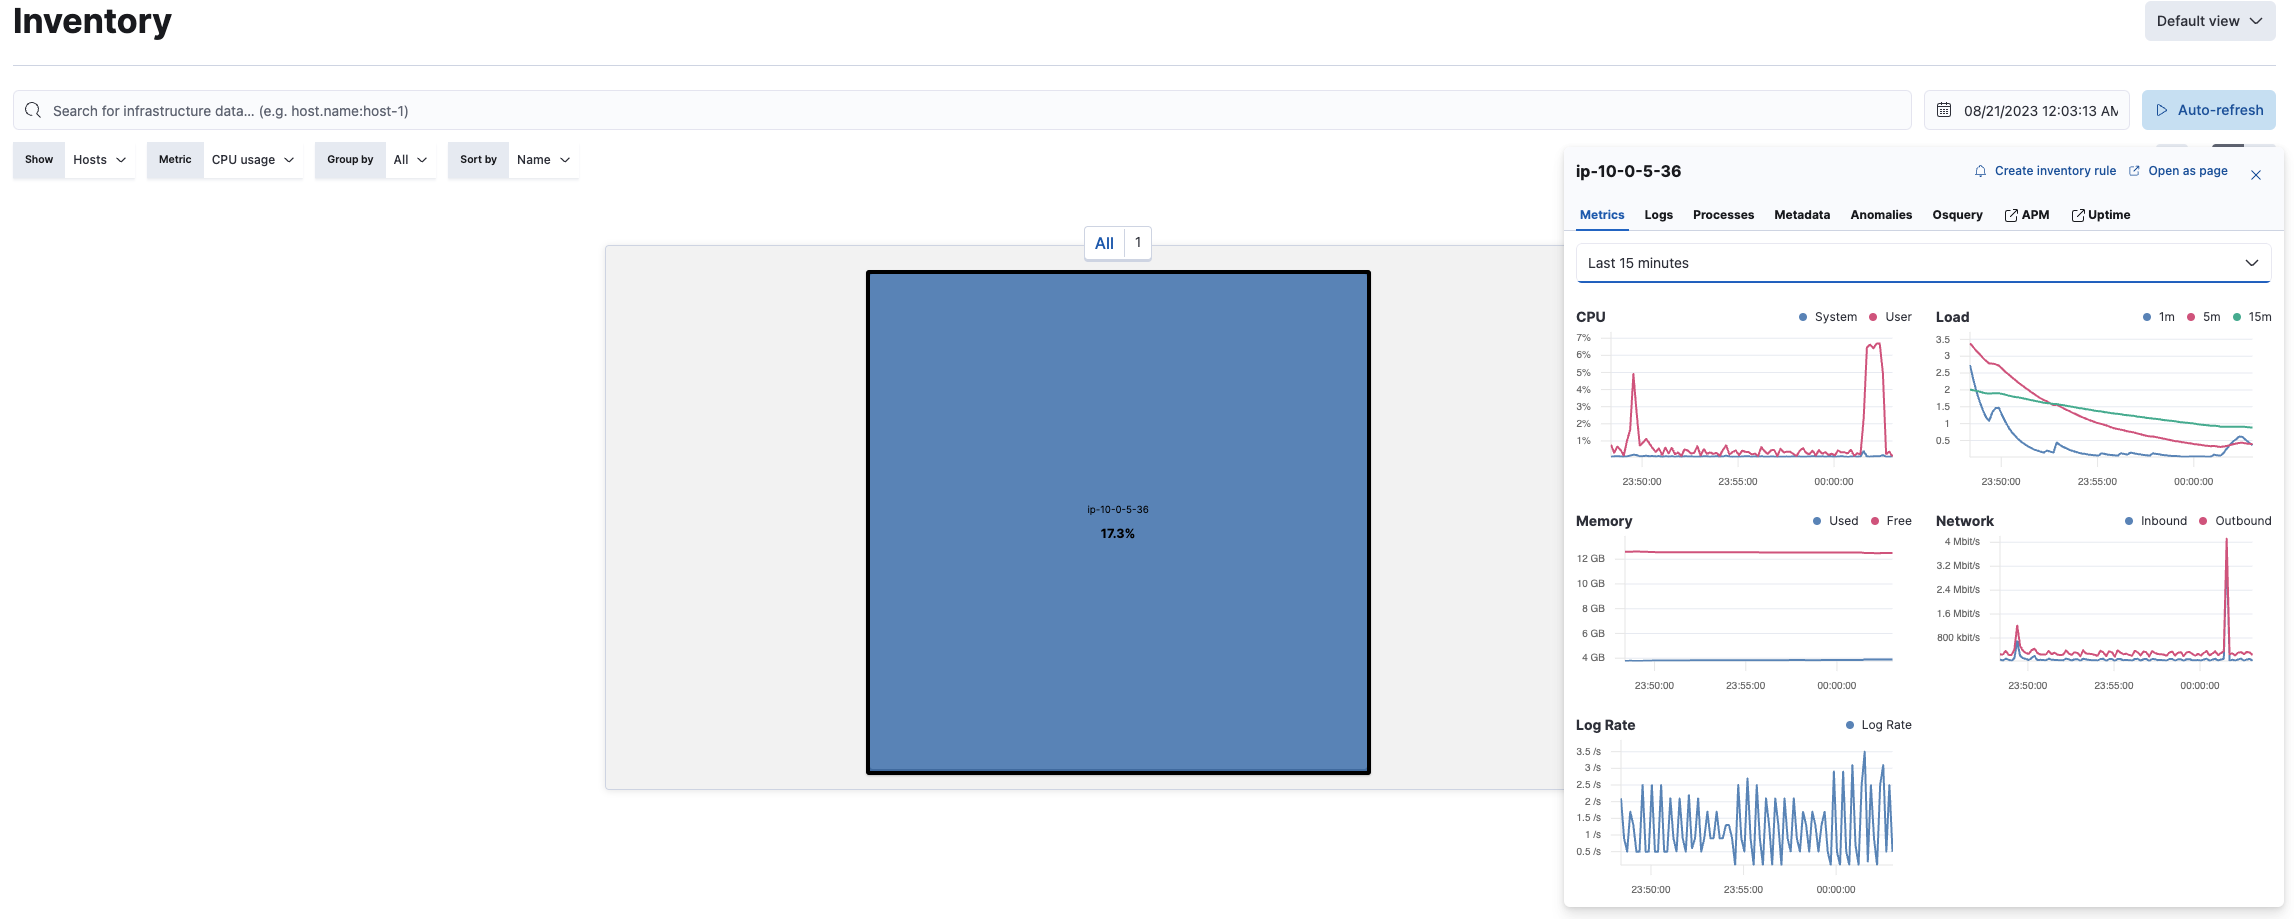 Inventory
Default view
Search for infrastructure data... (e.g. host.name:host-1)
08/21/2023 12:03:13 AM
Auto-refresh
Show Hosts Metric CPU usage Group by All Sort by Name
ip-10-0-5-36
Create inventory rule Open as page
Metrics Logs Processes Metadata Anomalies Osquery APM Uptime
Last 15 minutes
All 1
ip-10-0-5-36
17.3%
CPU
System User
7%
6%
5%
4%
3%
2%
1%
23:50:00 23:55:00 00:00:00
Load
1m 5m 15m
3.5
3
2.5
2
1.5
1
0.5
23:50:00 23:55:00 00:00:00
Memory
Used Free
12 GB
10 GB
8 GB
6 GB
4 GB
23:50:00 23:55:00 00:00:00
Network
Inbound Outbound
4 Mbit/s
3.2 Mbit/s
2.4 Mbit/s
1.6 Mbit/s
800 kbit/s
23:50:00 23:55:00 00:00:00
Log Rate
Log Rate
3.5 /s
3 /s
2.5 /s
2 /s
1.5 /s
1 /s
0.5 /s
23:50:00 23:55:00 00:00:00